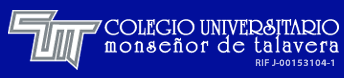 COLEGIO UNIVERSITARIO
monseñor de talavera
RIF J-00153104-1